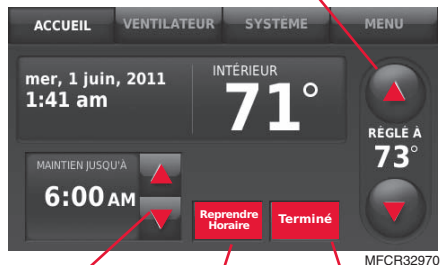 ACCUEIL VENTILATEUR SYSTÈME MENU
mer, 1 juin, 2011
1:41 am
INTÉRIEUR
71°
RÉGLÉ À
73°
MAINTIEN JUSQU'À
6:00 AM
Reprendre
Horaire
Terminé
MFCR32970